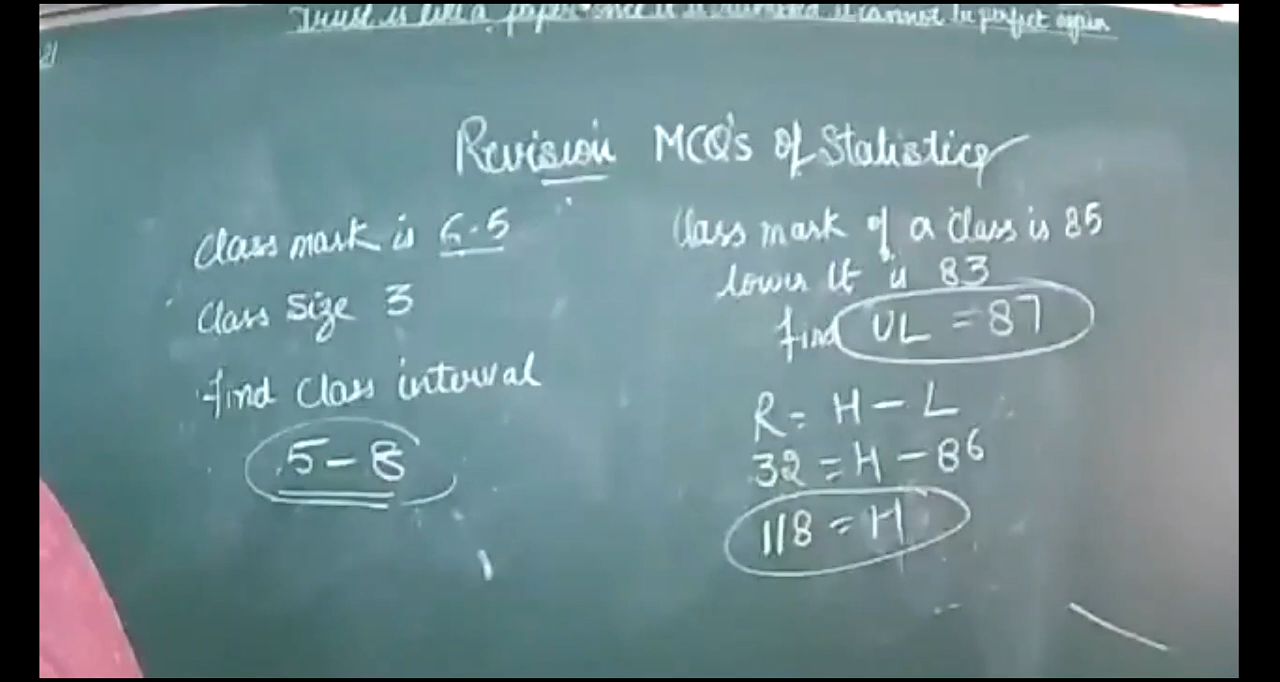 Trust is like a paper once it is it cannot be perfect again
Revision MCQ's of Statistics
Class mark is 6.5
Class Size 3
find Class interval
5-8
Class mark of a Class is 85
lower lt is 83
find UL = 87
R = H - L
32 = H - 86
118 = H